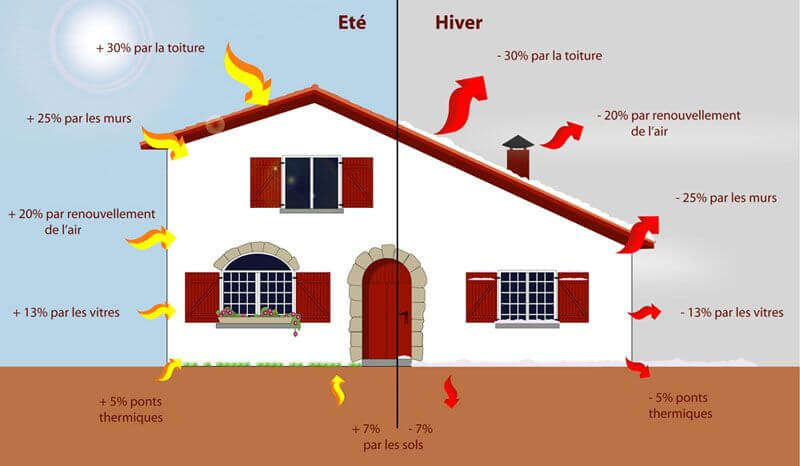 Eté
Hiver
+ 30% par la toiture
+ 25% par les murs
+ 20% par renouvellement
de l'air
+ 13% par les vitres
+ 5% ponts
thermiques
+ 7%
- 7%
par les sols
- 30% par la toiture
- 20% par renouvellement
de l'air
- 25% par les murs
- 13% par les vitres
- 5% ponts
thermiques